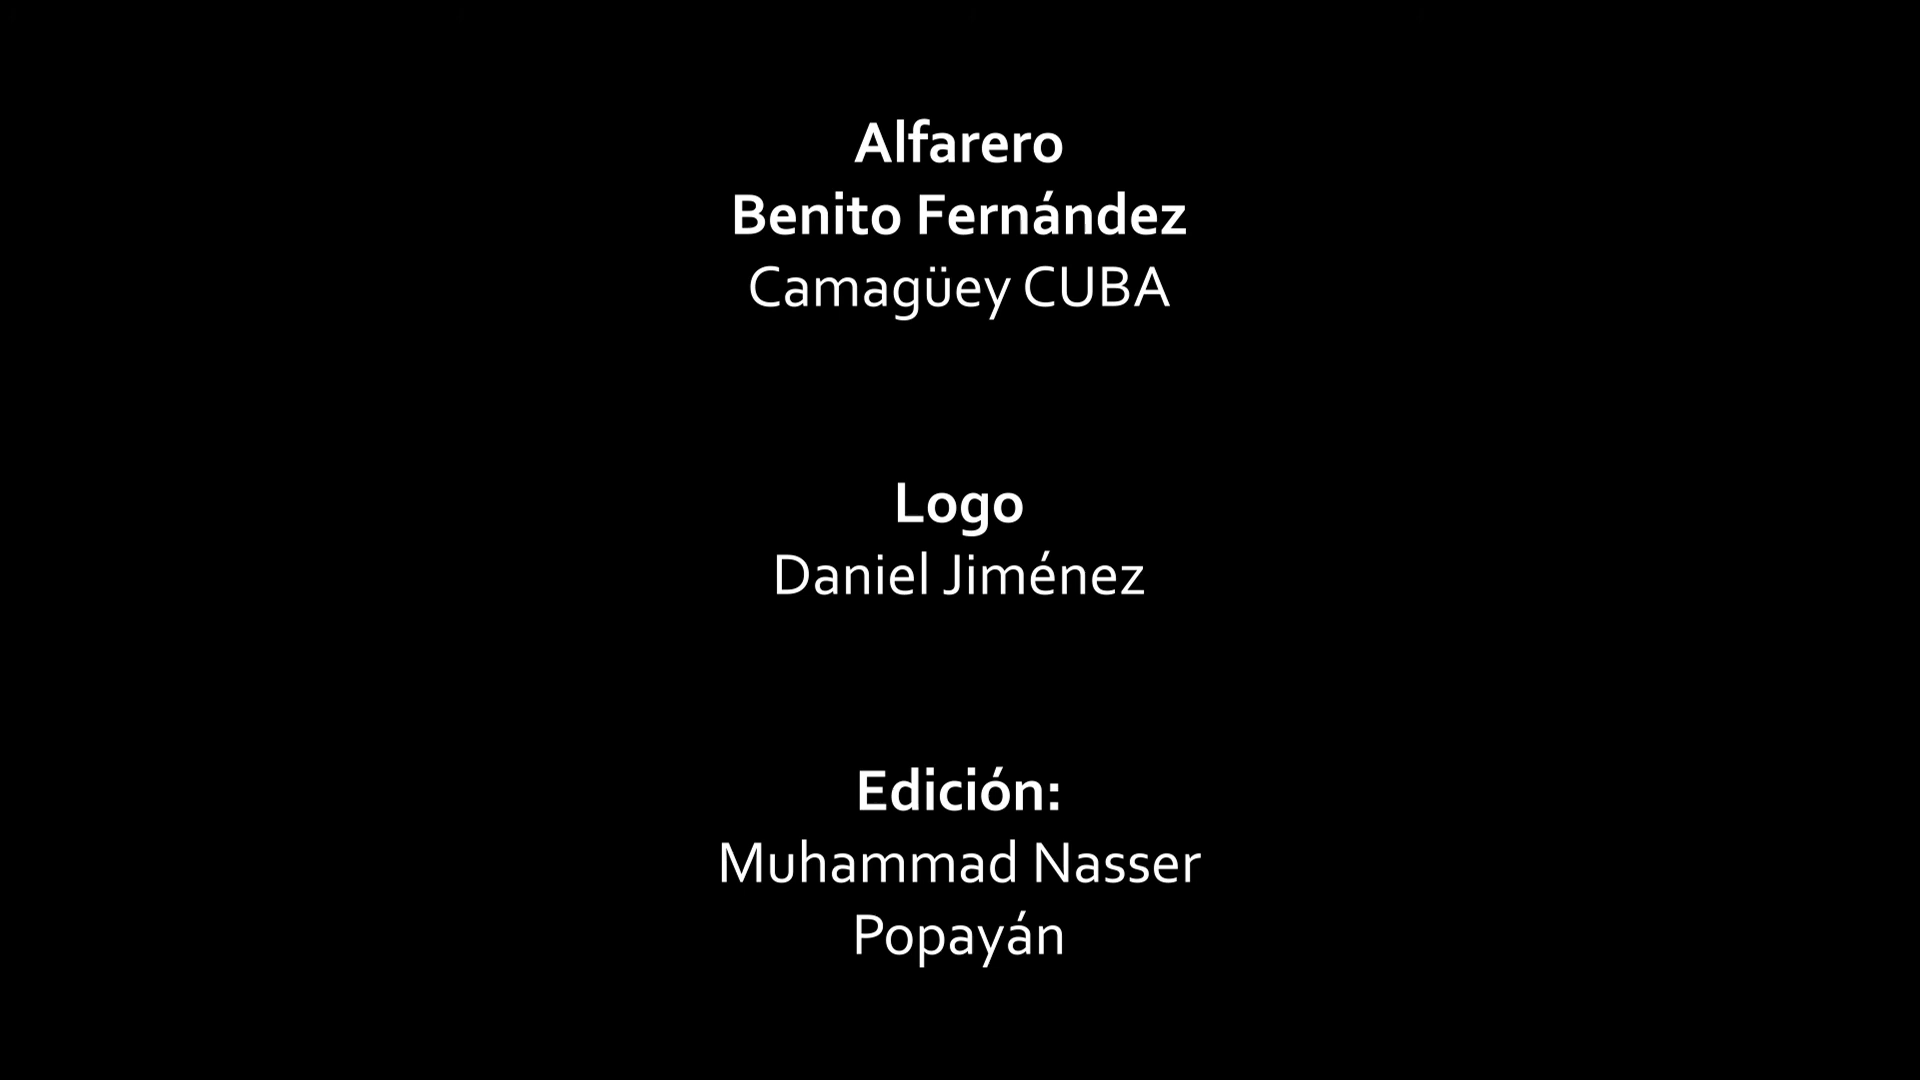 Alfarero
Benito Fernández
Camagüey CUBA
Logo
Daniel Jiménez
Edición:
Muhammad Nasser
Popayán